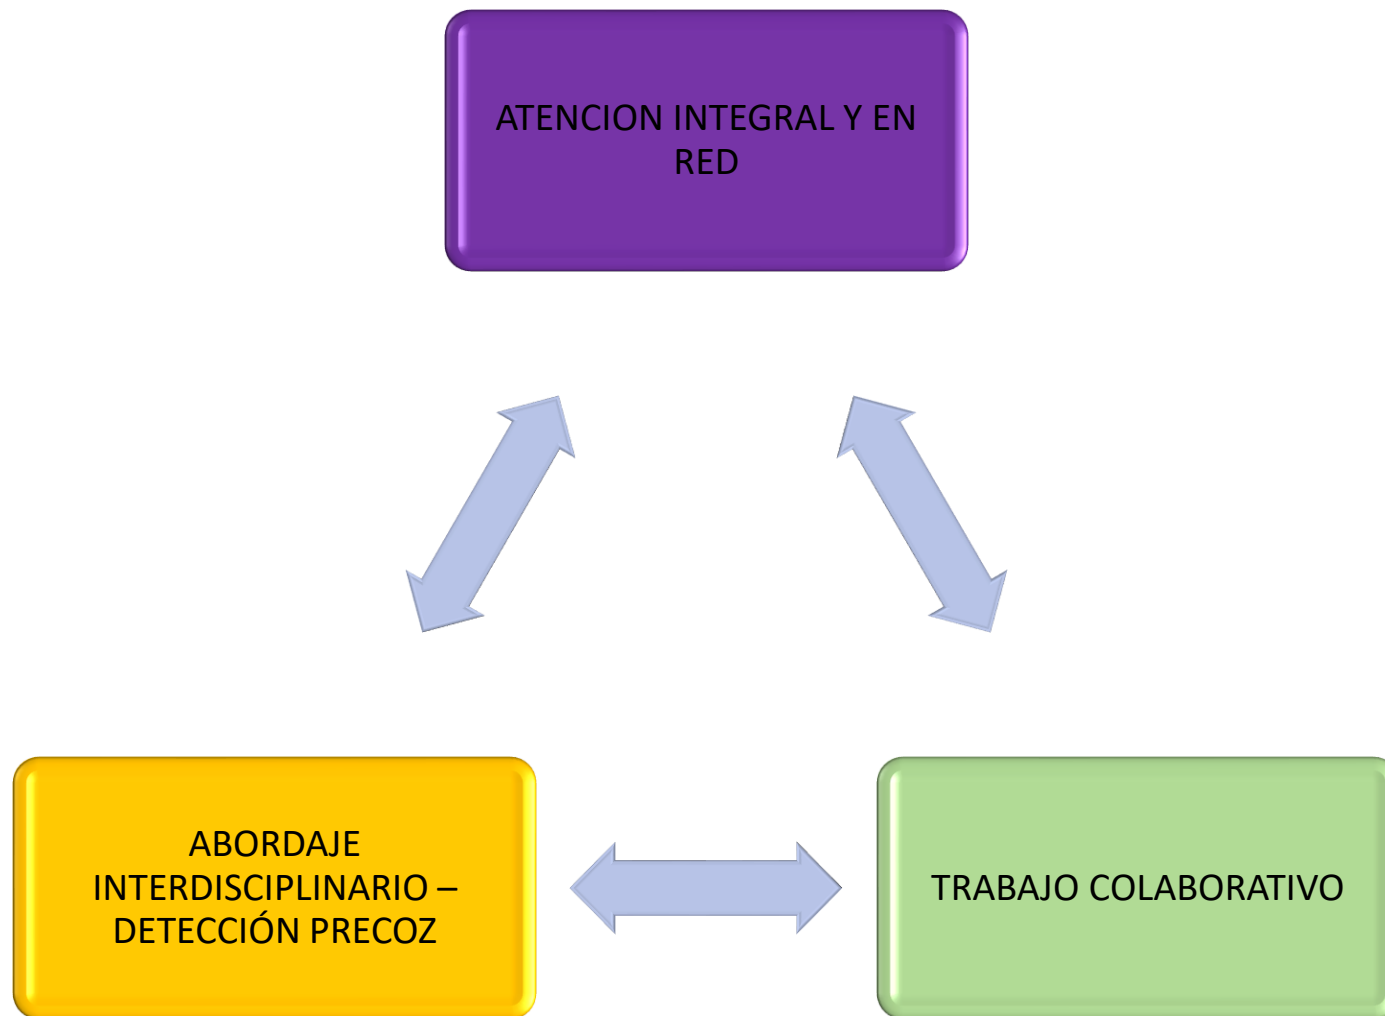 ATENCION INTEGRAL Y EN
RED
ABORDAJE
INTERDISCIPLINARIO –
DETECCIÓN PRECOZ
TRABAJO COLABORATIVO